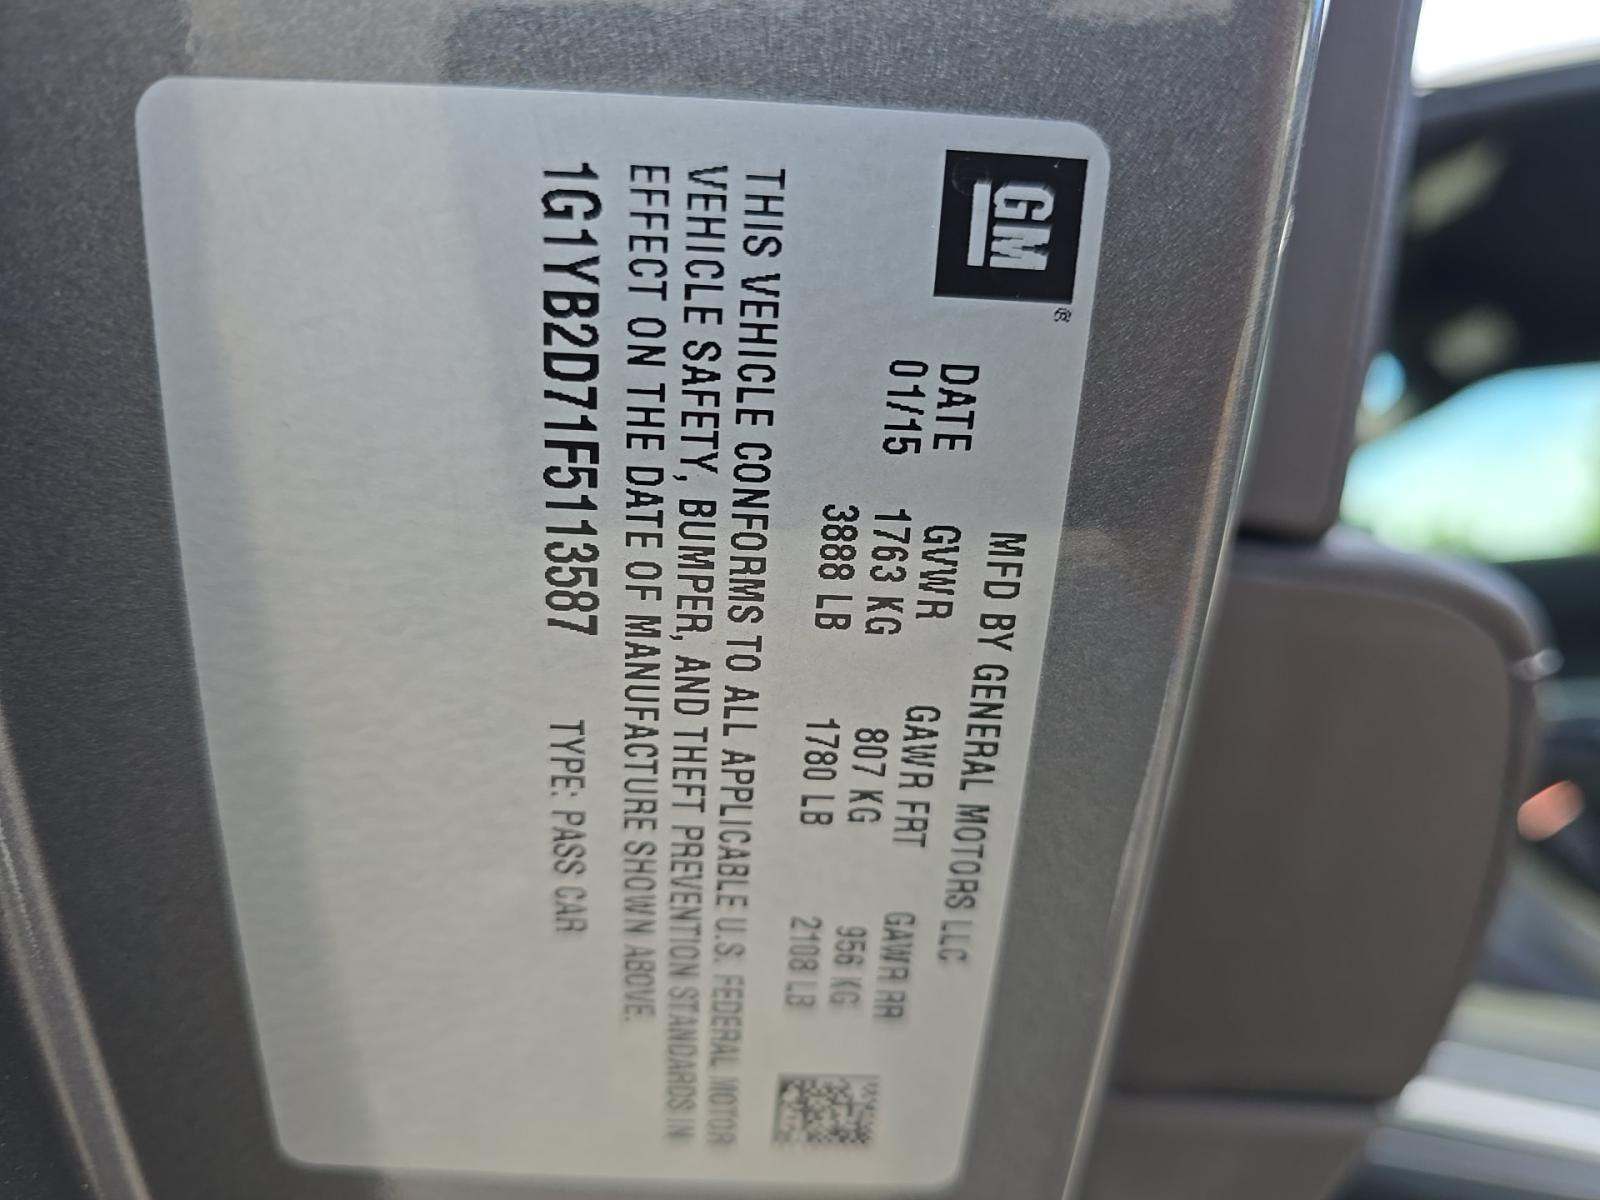 GM®
MFD BY GENERAL MOTORS LLC
DATE GVWR GAWR FRT GAWR RR
01/15 1763 KG 807 KG 956 KG
3888 LB 1780 LB 2108 LB
THIS VEHICLE CONFORMS TO ALL APPLICABLE U.S. FEDERAL MOTOR
VEHICLE SAFETY, BUMPER, AND THEFT PREVENTION STANDARDS IN
EFFECT ON THE DATE OF MANUFACTURE SHOWN ABOVE.
1G1YB2D71F5113587 TYPE: PASS CAR